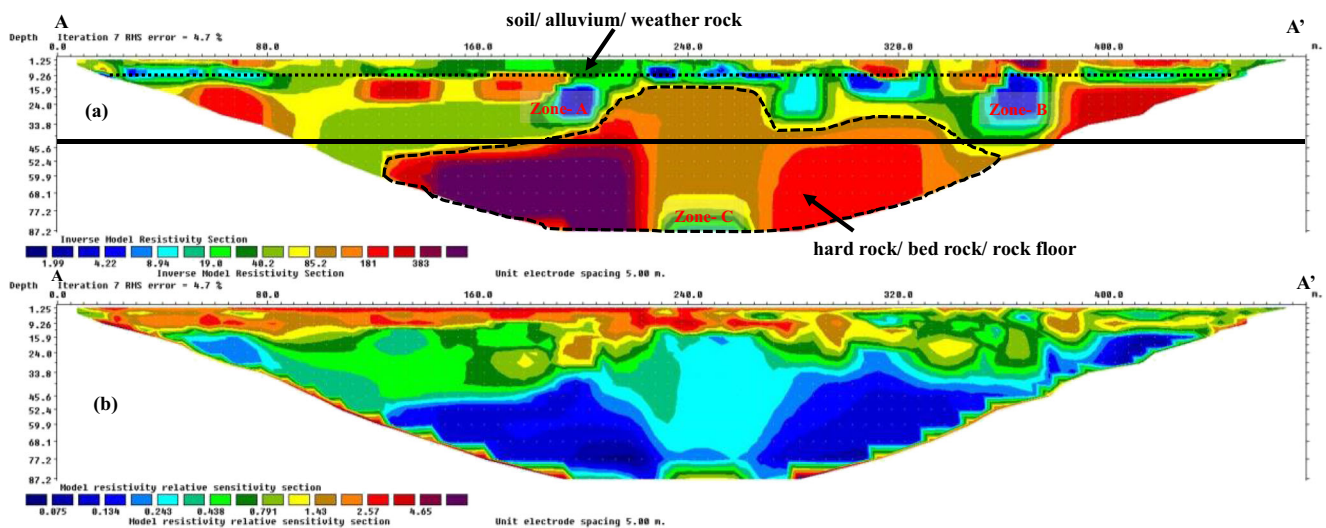 soil/ alluvium/ weather rock
A A'
Depth Iteration 7 RMS error = 4.7 %
0.0 80.0 160.0 240.0 320.0 400.0 m.
1.25
9.26
15.9
24.0
33.8
45.6
52.4
59.9
68.1
77.2
87.2
(a)
Zone- A
Zone- B
Zone- C
hard rock/ bed rock/ rock floor
Inverse Model Resistivity Section
1.99 4.22 8.94 19.0 40.2 85.2 181 383
Inverse Model Resistivity Section
Unit electrode spacing 5.00 m.
A A'
Depth Iteration 7 RMS error = 4.7 %
0.0 80.0 160.0 240.0 320.0 400.0 m.
1.25
9.26
15.9
24.0
33.8
45.6
52.4
59.9
68.1
77.2
87.2
(b)
Model resistivity relative sensitivity section
0.075 0.134 0.243 0.438 0.791 1.43 2.57 4.65
Model resistivity relative sensitivity section
Unit electrode spacing 5.00 m.